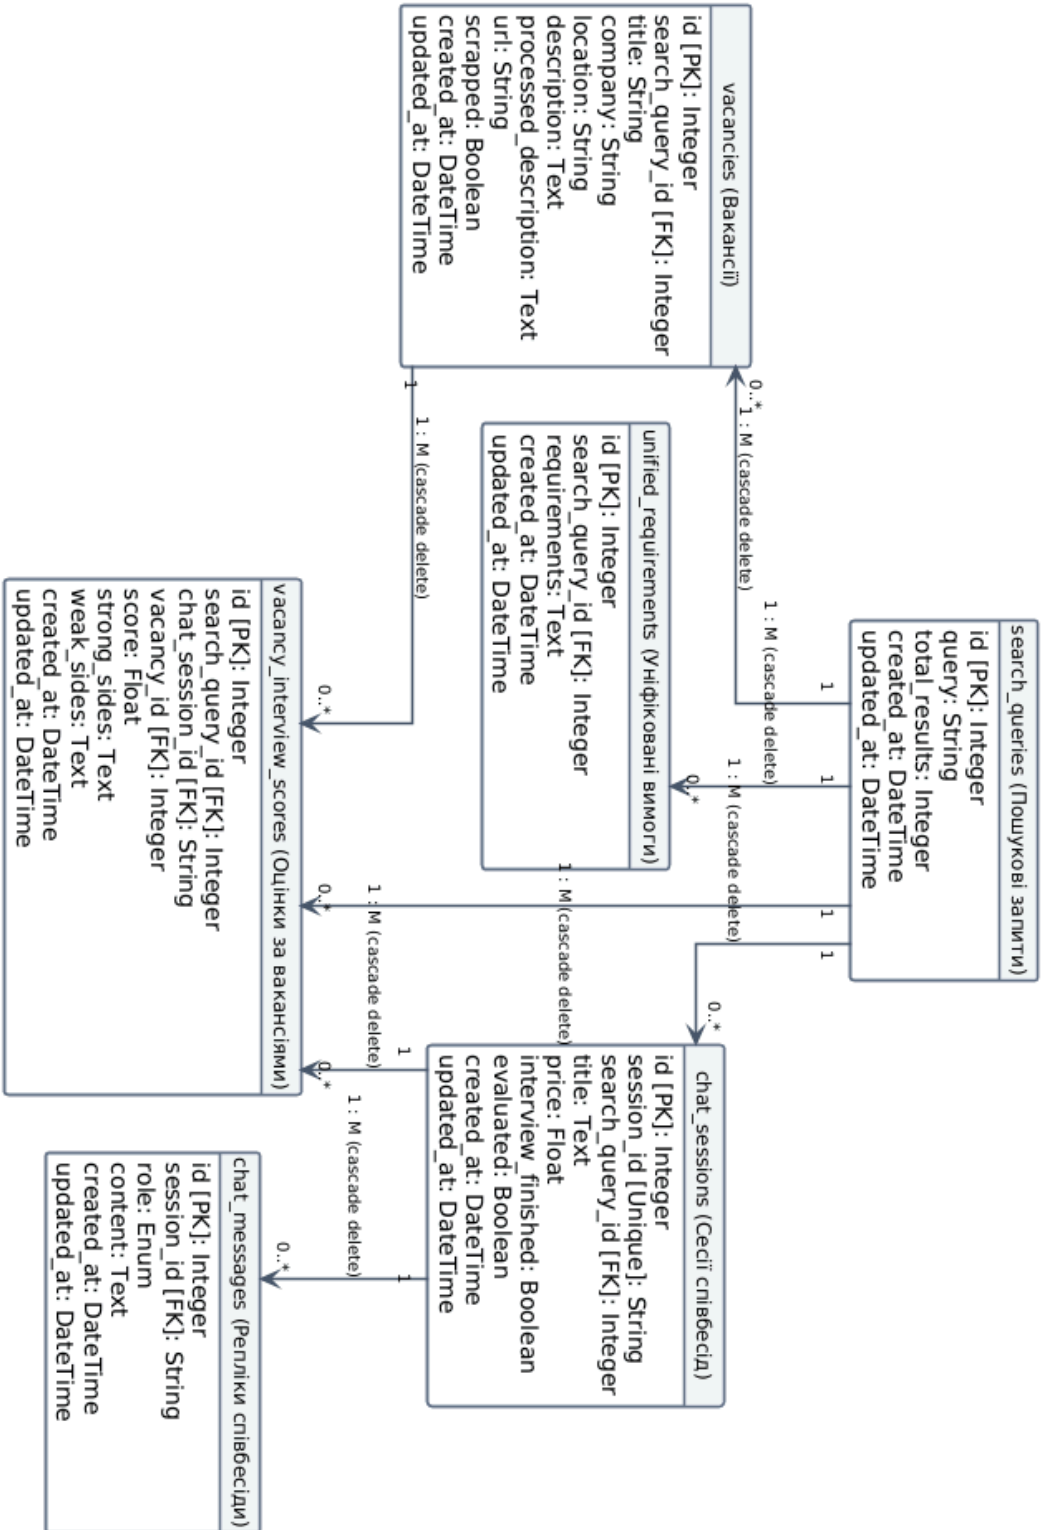 search_queries (Пошукові запити)
id [PK]: Integer
query: String
total_results: Integer
created_at: DateTime
updated_at: DateTime
1
1
1
1
1 : M (cascade delete)
1 : M (cascade delete)
1 : M (cascade delete)
1 : M (cascade delete)
0..*
vacancies (Вакансії)
id [PK]: Integer
search_query_id [FK]: Integer
title: String
company: String
location: String
description: Text
processed_description: Text
url: String
scrapped: Boolean
created_at: DateTime
updated_at: DateTime
0..*
unified_requirements (Уніфіковані вимоги)
id [PK]: Integer
search_query_id [FK]: Integer
requirements: Text
created_at: DateTime
updated_at: DateTime
0..*
chat_sessions (Сесії співбесід)
id [PK]: Integer
session_id [Unique]: String
search_query_id [FK]: Integer
title: Text
price: Float
interview_finished: Boolean
evaluated: Boolean
created_at: DateTime
updated_at: DateTime
1
1 : M (cascade delete)
1
1 : M (cascade delete)
1
1 : M (cascade delete)
0..*
0..*
0..*
vacancy_interview_scores (Оцінки за вакансіями)
id [PK]: Integer
search_query_id [FK]: Integer
chat_session_id [FK]: String
vacancy_id [FK]: Integer
score: Float
strong_sides: Text
weak_sides: Text
created_at: DateTime
updated_at: DateTime
0..*
chat_messages (Репліки співбесіди)
id [PK]: Integer
session_id [FK]: String
role: Enum
content: Text
created_at: DateTime
updated_at: DateTime